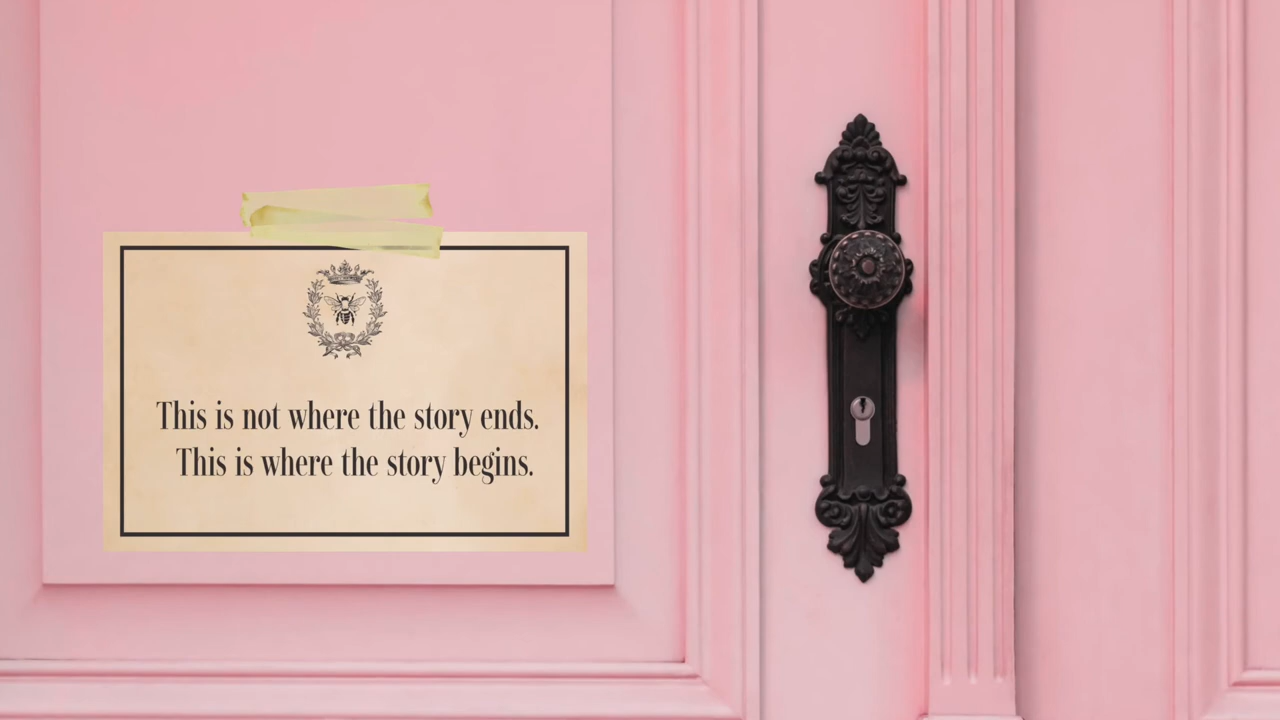 This is not where the story ends.
This is where the story begins.